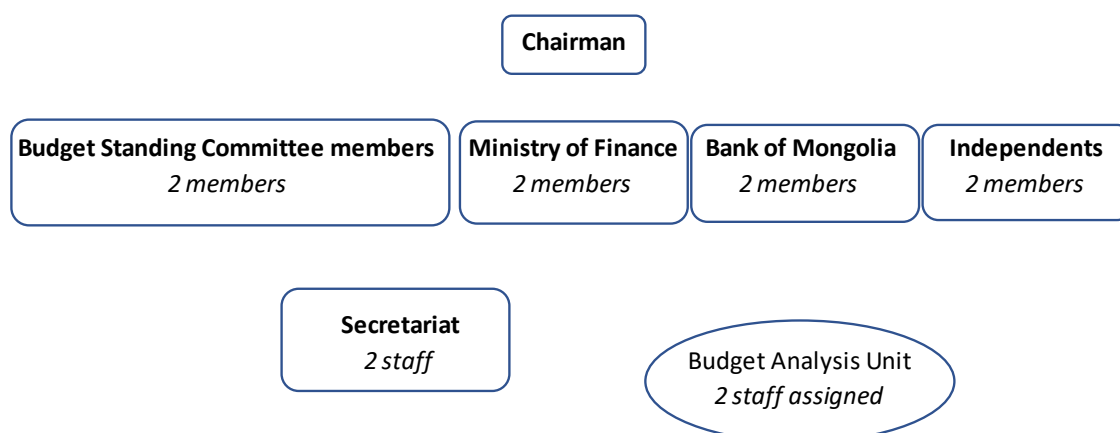 Chairman
Budget Standing Committee members
2 members
Ministry of Finance
2 members
Bank of Mongolia
2 members
Independents
2 members
Secretariat
2 staff
Budget Analysis Unit
2 staff assigned